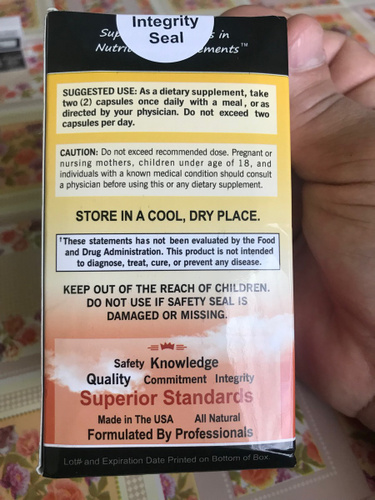 Integrity
Seal
in
Nutri
ements™
SUGGESTED USE: As a dietary supplement, take
two (2) capsules once daily with a meal, or as
directed by your physician. Do not exceed two
capsules per day.
CAUTION: Do not exceed recommended dose. Pregnant or
nursing mothers, children under age of 18, and
individuals with a known medical condition should consult
a physician before using this or any dietary supplement.
STORE IN A COOL, DRY PLACE.
†These statements has not been evaluated by the Food
and Drug Administration. This product is not intended
to diagnose, treat, cure, or prevent any disease.
KEEP OUT OF THE REACH OF CHILDREN.
DO NOT USE IF SAFETY SEAL IS
DAMAGED OR MISSING.
Safety Knowledge
Quality Commitment Integrity
Superior Standards
Made in The USA All Natural
Formulated By Professionals
Lot# and Expiration Date Printed on Bottom of Box.